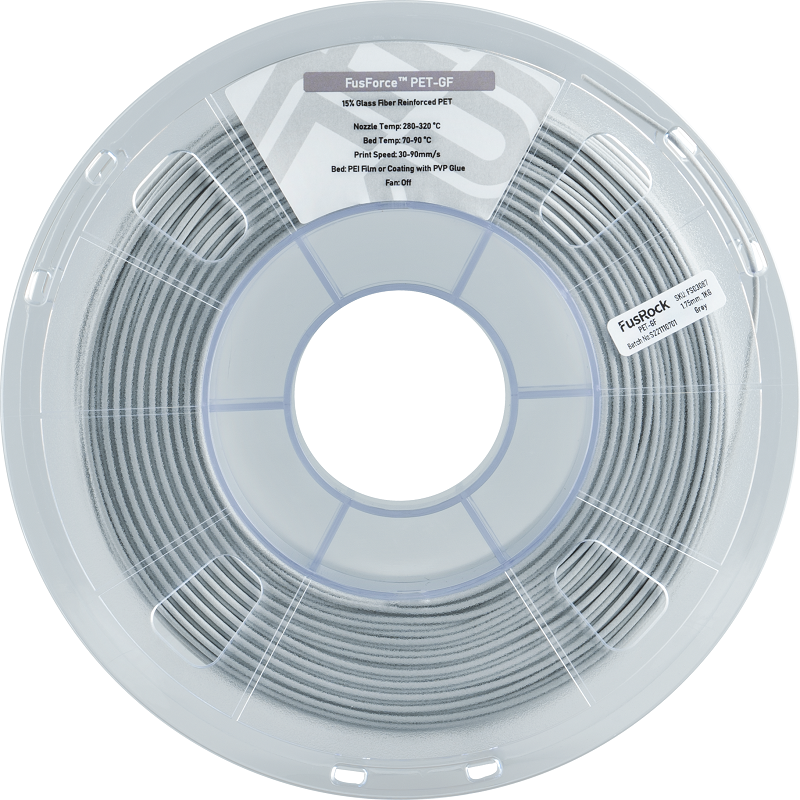 FusForce™ PET-GF
15% Glass Fiber Reinforced PET
Nozzle Temp: 280-320 °C
Bed Temp: 70-90 °C
Print Speed: 30-90mm/s
Bed: PEI Film or Coating with PVP Glue
Fan: Off
FusRock
PET-GF
Batch No:S221110701
SKU: FS03087
1.75mm, 1KG
Grey